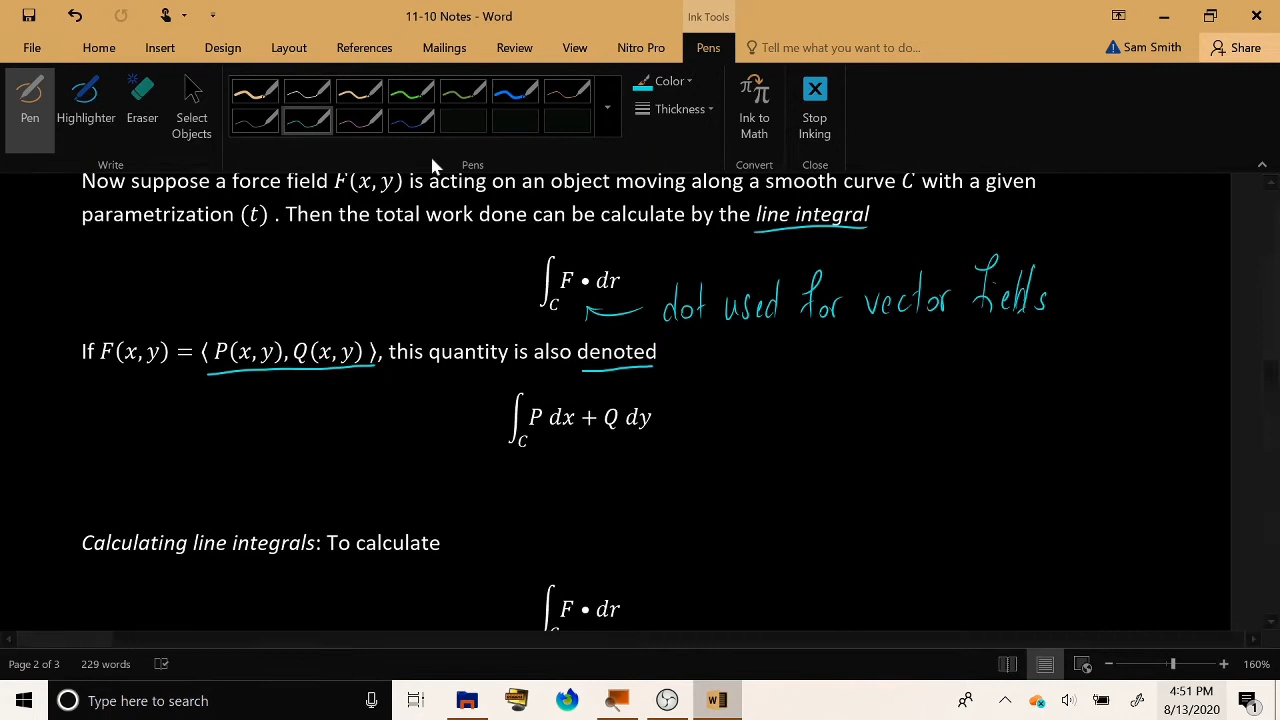 11-10 Notes - Word
Ink Tools
File Home Insert Design Layout References Mailings Review View Nitro Pro Pens Tell me what you want to do... Sam Smith Share
Pen Highlighter Eraser Select Objects
Color
Thickness
Ink to Math
Stop Inking
Write Pens Convert Close
Now suppose a force field F(x, y) is acting on an object moving along a smooth curve C with a given
parametrization (t) . Then the total work done can be calculate by the line integral
∫_C F • dr
dot used for vector fields
If F(x, y) = ⟨ P(x, y), Q(x, y) ⟩, this quantity is also denoted
∫_C P dx + Q dy
Calculating line integrals: To calculate
∫_C F • dr
Page 2 of 3 229 words 160%
Type here to search
4:51 PM
8/13/2020
1